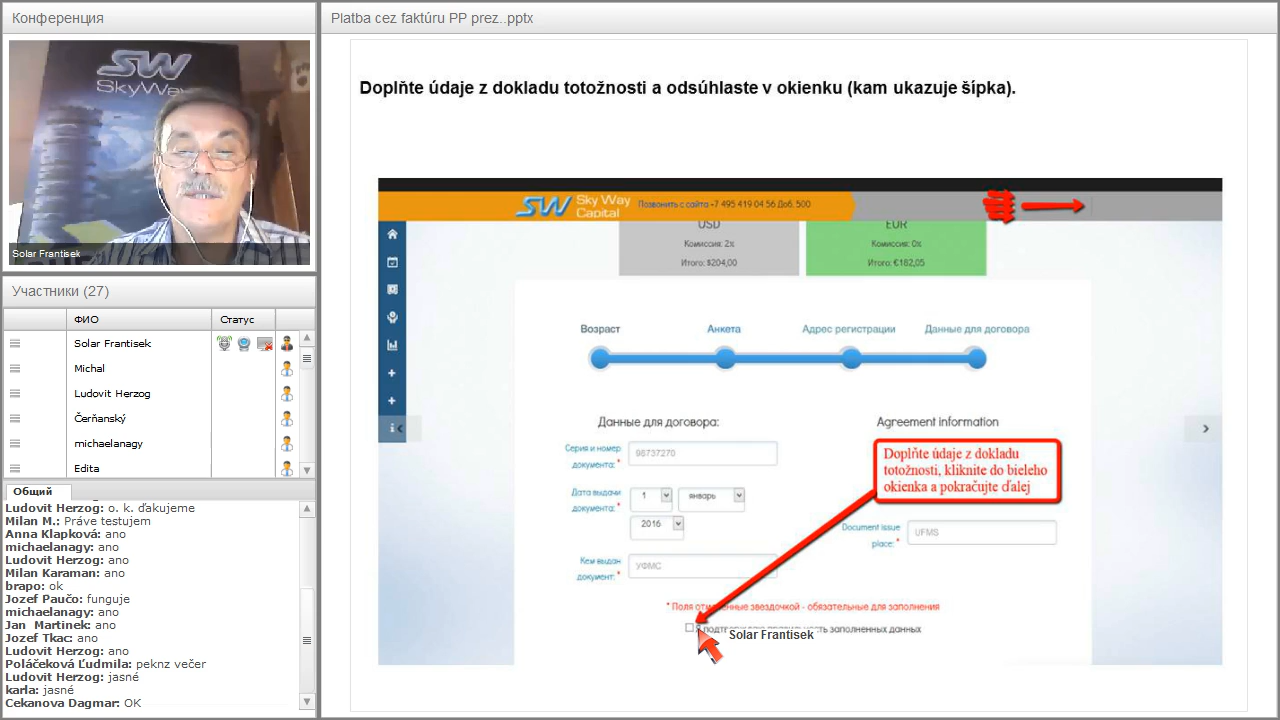 Конференция
SW
SkyWay
Solar Frantisek
Участники (27)
ФИО
Статус
Solar Frantisek
Michal
Ludovit Herzog
Čerňanský
michaelanagy
Edita
Общий
Ludovit Herzog: o. k. ďakujeme
Milan M.: Práve testujem
Anna Klapková: ano
michaelanagy: ano
Ludovit Herzog: ano
Milan Karaman: ano
brapo: ok
Jozef Paučo: funguje
michaelanagy: ano
Jan Martinek: ano
Jozef Tkac: ano
Ludovit Herzog: ano
Poláčeková Ľudmila: peknz večer
Ludovit Herzog: jasné
karla: jasné
Cekanova Dagmar: OK
Platba cez faktúru PP prez..pptx
Doplňte údaje z dokladu totožnosti a odsúhlaste v okienku (kam ukazuje šípka).
SW Sky Way Capital
Позвонить с сайта +7 495 419 04 56 Доб. 500
USD
Комиссия: 2%
Итого: $204,00
EUR
Комиссия: 0%
Итого: €182,05
Возраст
Анкета
Адрес регистрации
Данные для договора
Данные для договора:
Agreement information
Серия и номер документа: *
98737270
Дата выдачи документа: *
1
январь
2016
Кем выдан документ: *
УФМС
Doplňte údaje z dokladu
totožnosti, kliknite do bieleho
okienka a pokračujte ďalej
Document issue place: *
UFMS
* Поля звездочкой - обязательные для заполнения
Я заполненных данных
Solar Frantisek